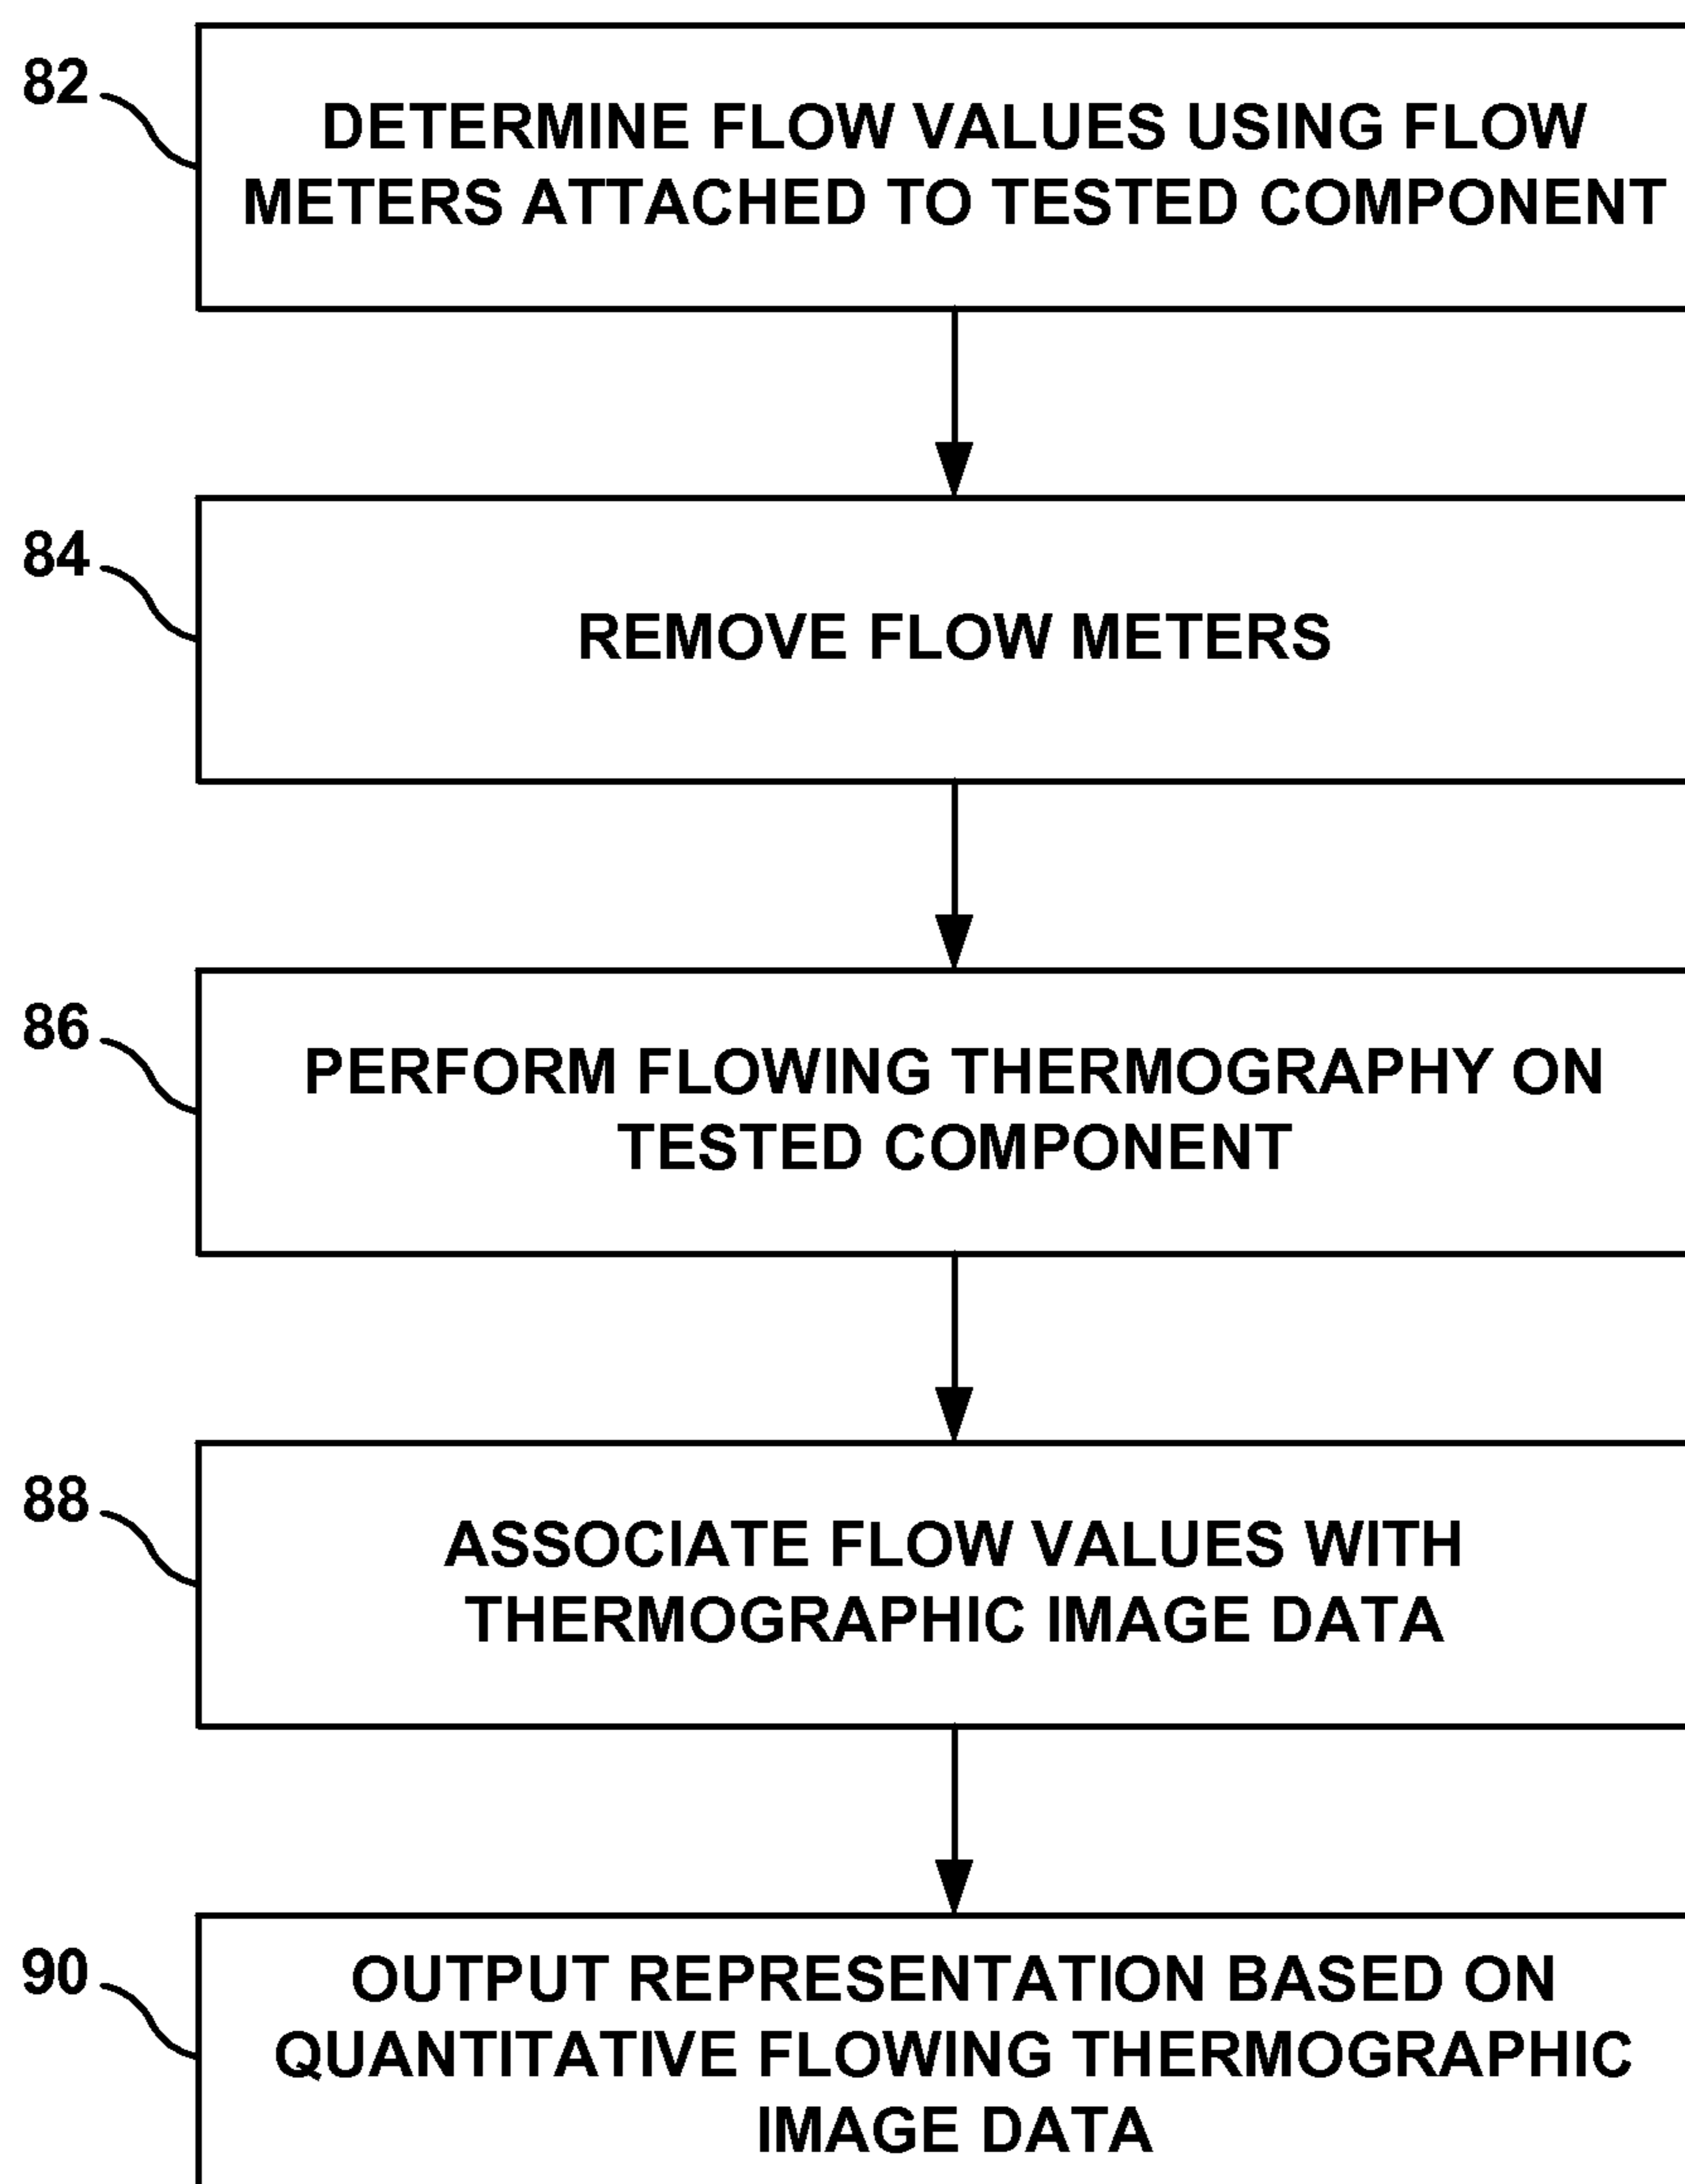 82
DETERMINE FLOW VALUES USING FLOW
METERS ATTACHED TO TESTED COMPONENT
84
REMOVE FLOW METERS
86
PERFORM FLOWING THERMOGRAPHY ON
TESTED COMPONENT
88
ASSOCIATE FLOW VALUES WITH
THERMOGRAPHIC IMAGE DATA
90
OUTPUT REPRESENTATION BASED ON
QUANTITATIVE FLOWING THERMOGRAPHIC
IMAGE DATA